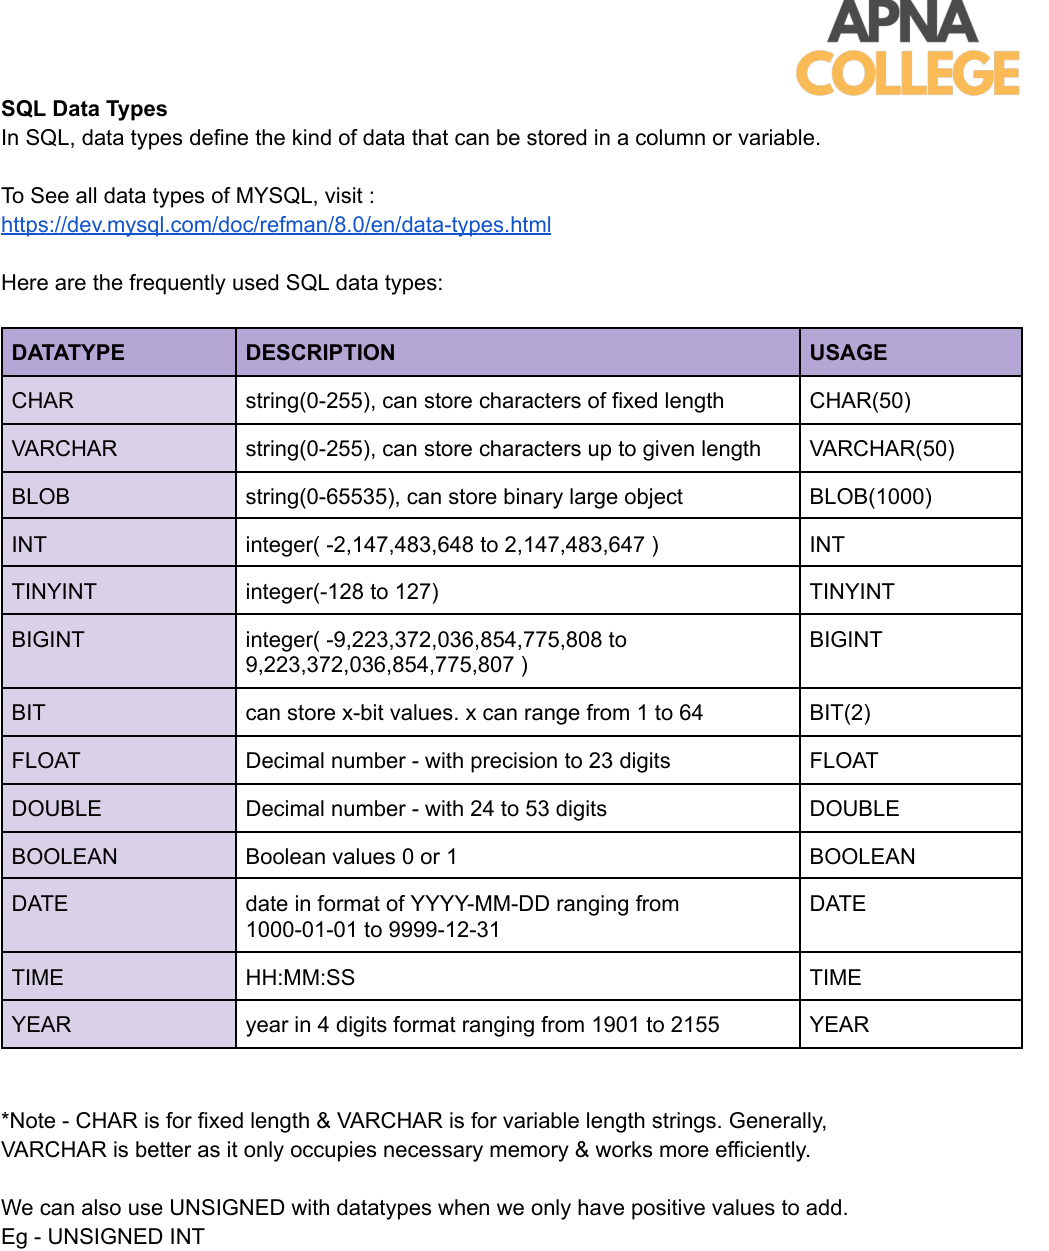 APNA
COLLEGE
SQL Data Types
In SQL, data types define the kind of data that can be stored in a column or variable.
To See all data types of MYSQL, visit :
https://dev.mysql.com/doc/refman/8.0/en/data-types.html
Here are the frequently used SQL data types:
DATATYPE DESCRIPTION USAGE
CHAR string(0-255), can store characters of fixed length CHAR(50)
VARCHAR string(0-255), can store characters up to given length VARCHAR(50)
BLOB string(0-65535), can store binary large object BLOB(1000)
INT integer( -2,147,483,648 to 2,147,483,647 ) INT
TINYINT integer(-128 to 127) TINYINT
BIGINT integer( -9,223,372,036,854,775,808 to BIGINT
9,223,372,036,854,775,807 )
BIT can store x-bit values. x can range from 1 to 64 BIT(2)
FLOAT Decimal number - with precision to 23 digits FLOAT
DOUBLE Decimal number - with 24 to 53 digits DOUBLE
BOOLEAN Boolean values 0 or 1 BOOLEAN
DATE date in format of YYYY-MM-DD ranging from DATE
1000-01-01 to 9999-12-31
TIME HH:MM:SS TIME
YEAR year in 4 digits format ranging from 1901 to 2155 YEAR
*Note - CHAR is for fixed length & VARCHAR is for variable length strings. Generally,
VARCHAR is better as it only occupies necessary memory & works more efficiently.
We can also use UNSIGNED with datatypes when we only have positive values to add.
Eg - UNSIGNED INT